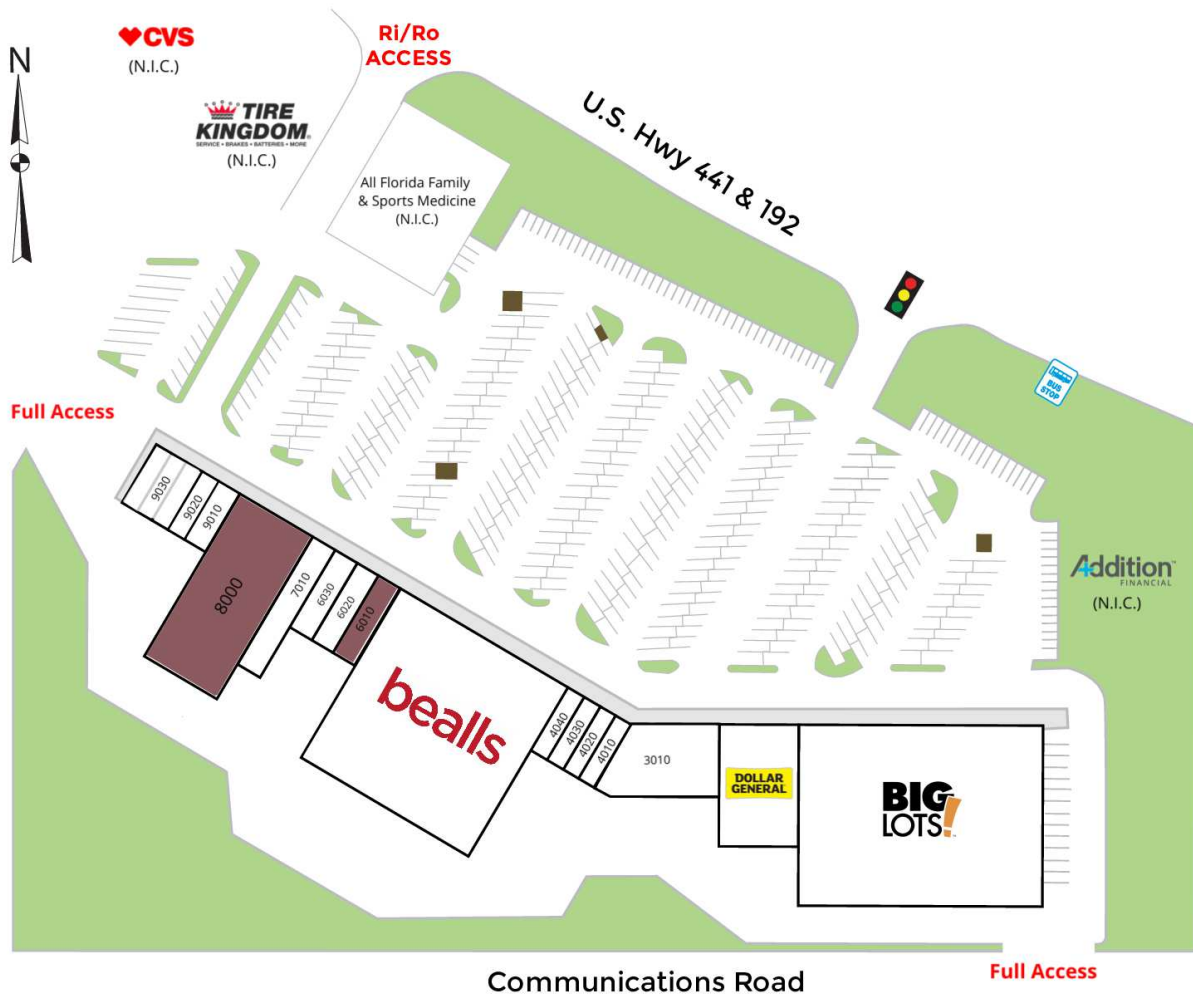 CVS
(N.I.C.)
Ri/Ro
ACCESS
N
TIRE
KINGDOM
SERVICE • BRAKES • BATTERIES • MORE
(N.I.C.)
U.S. Hwy 441 & 192
All Florida Family
& Sports Medicine
(N.I.C.)
BUS
STOP
Full Access
9030
9020
9010
8000
7010
6030
6020
6010
Addition
FINANCIAL
(N.I.C.)
bealls
4040
4030
4020
4010
3010
DOLLAR
GENERAL
BIG
LOTS!
Communications Road
Full Access